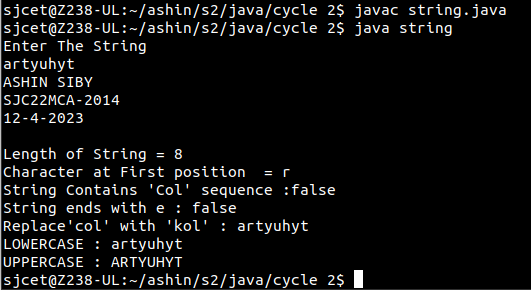 sjcet@Z238-UL:~/ashin/s2/java/cycle 2$ javac string.java
sjcet@Z238-UL:~/ashin/s2/java/cycle 2$ java string
Enter The String
artyuhyt
ASHIN SIBY
SJC22MCA-2014
12-4-2023
Length of String = 8
Character at First position  = r
String Contains 'Col' sequence :false
String ends with e : false
Replace'col' with 'kol' : artyuhyt
LOWERCASE : artyuhyt
UPPERCASE : ARTYUHYT
sjcet@Z238-UL:~/ashin/s2/java/cycle 2$